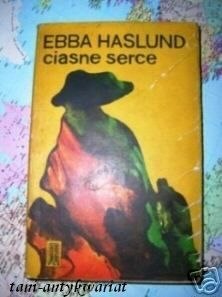 EBBA HASLUND
ciasne serce
tam-antykwariat